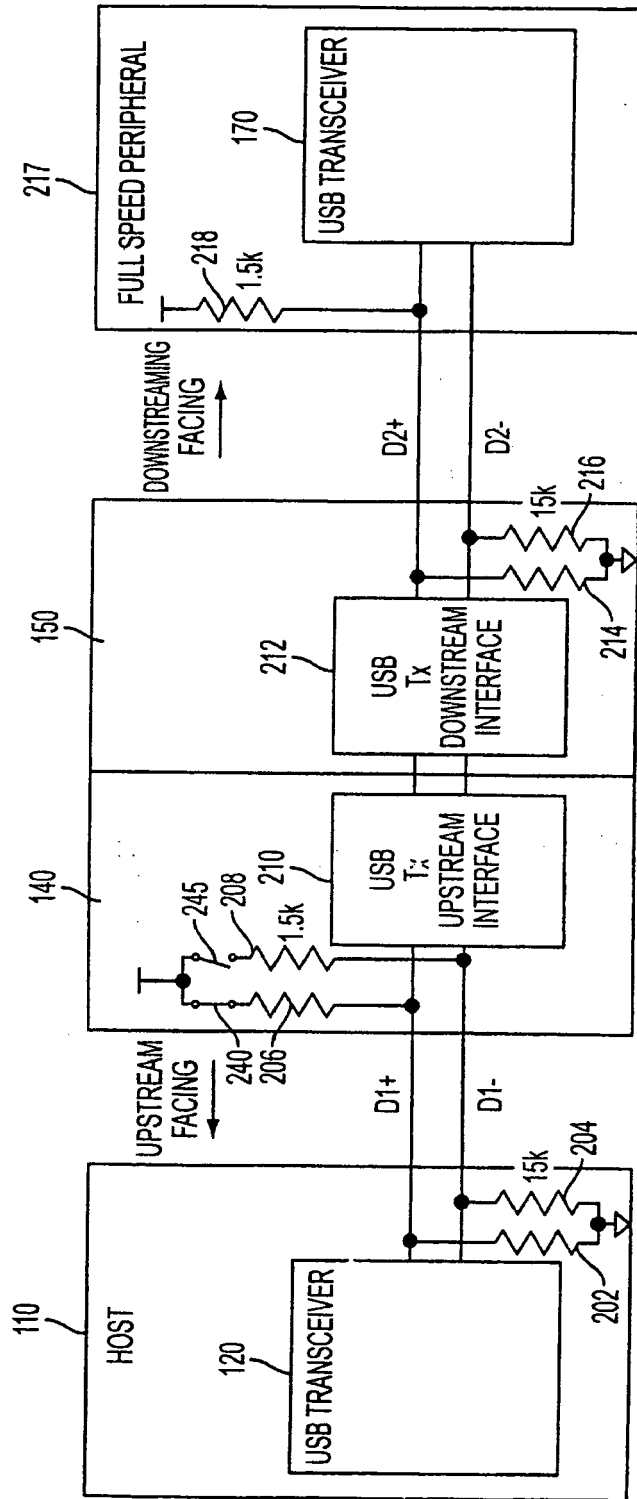 110
HOST
120
USB TRANSCEIVER
202
15k
204
UPSTREAM
FACING
D1+
D1-
140
240
245
206
208
1.5k
210
USB
Tx
UPSTREAM
INTERFACE
150
212
USB
Tx
DOWNSTREAM
INTERFACE
214
15k
216
DOWNSTREAMING
FACING
D2+
D2-
217
FULL SPEED PERIPHERAL
218
1.5k
170
USB TRANSCEIVER